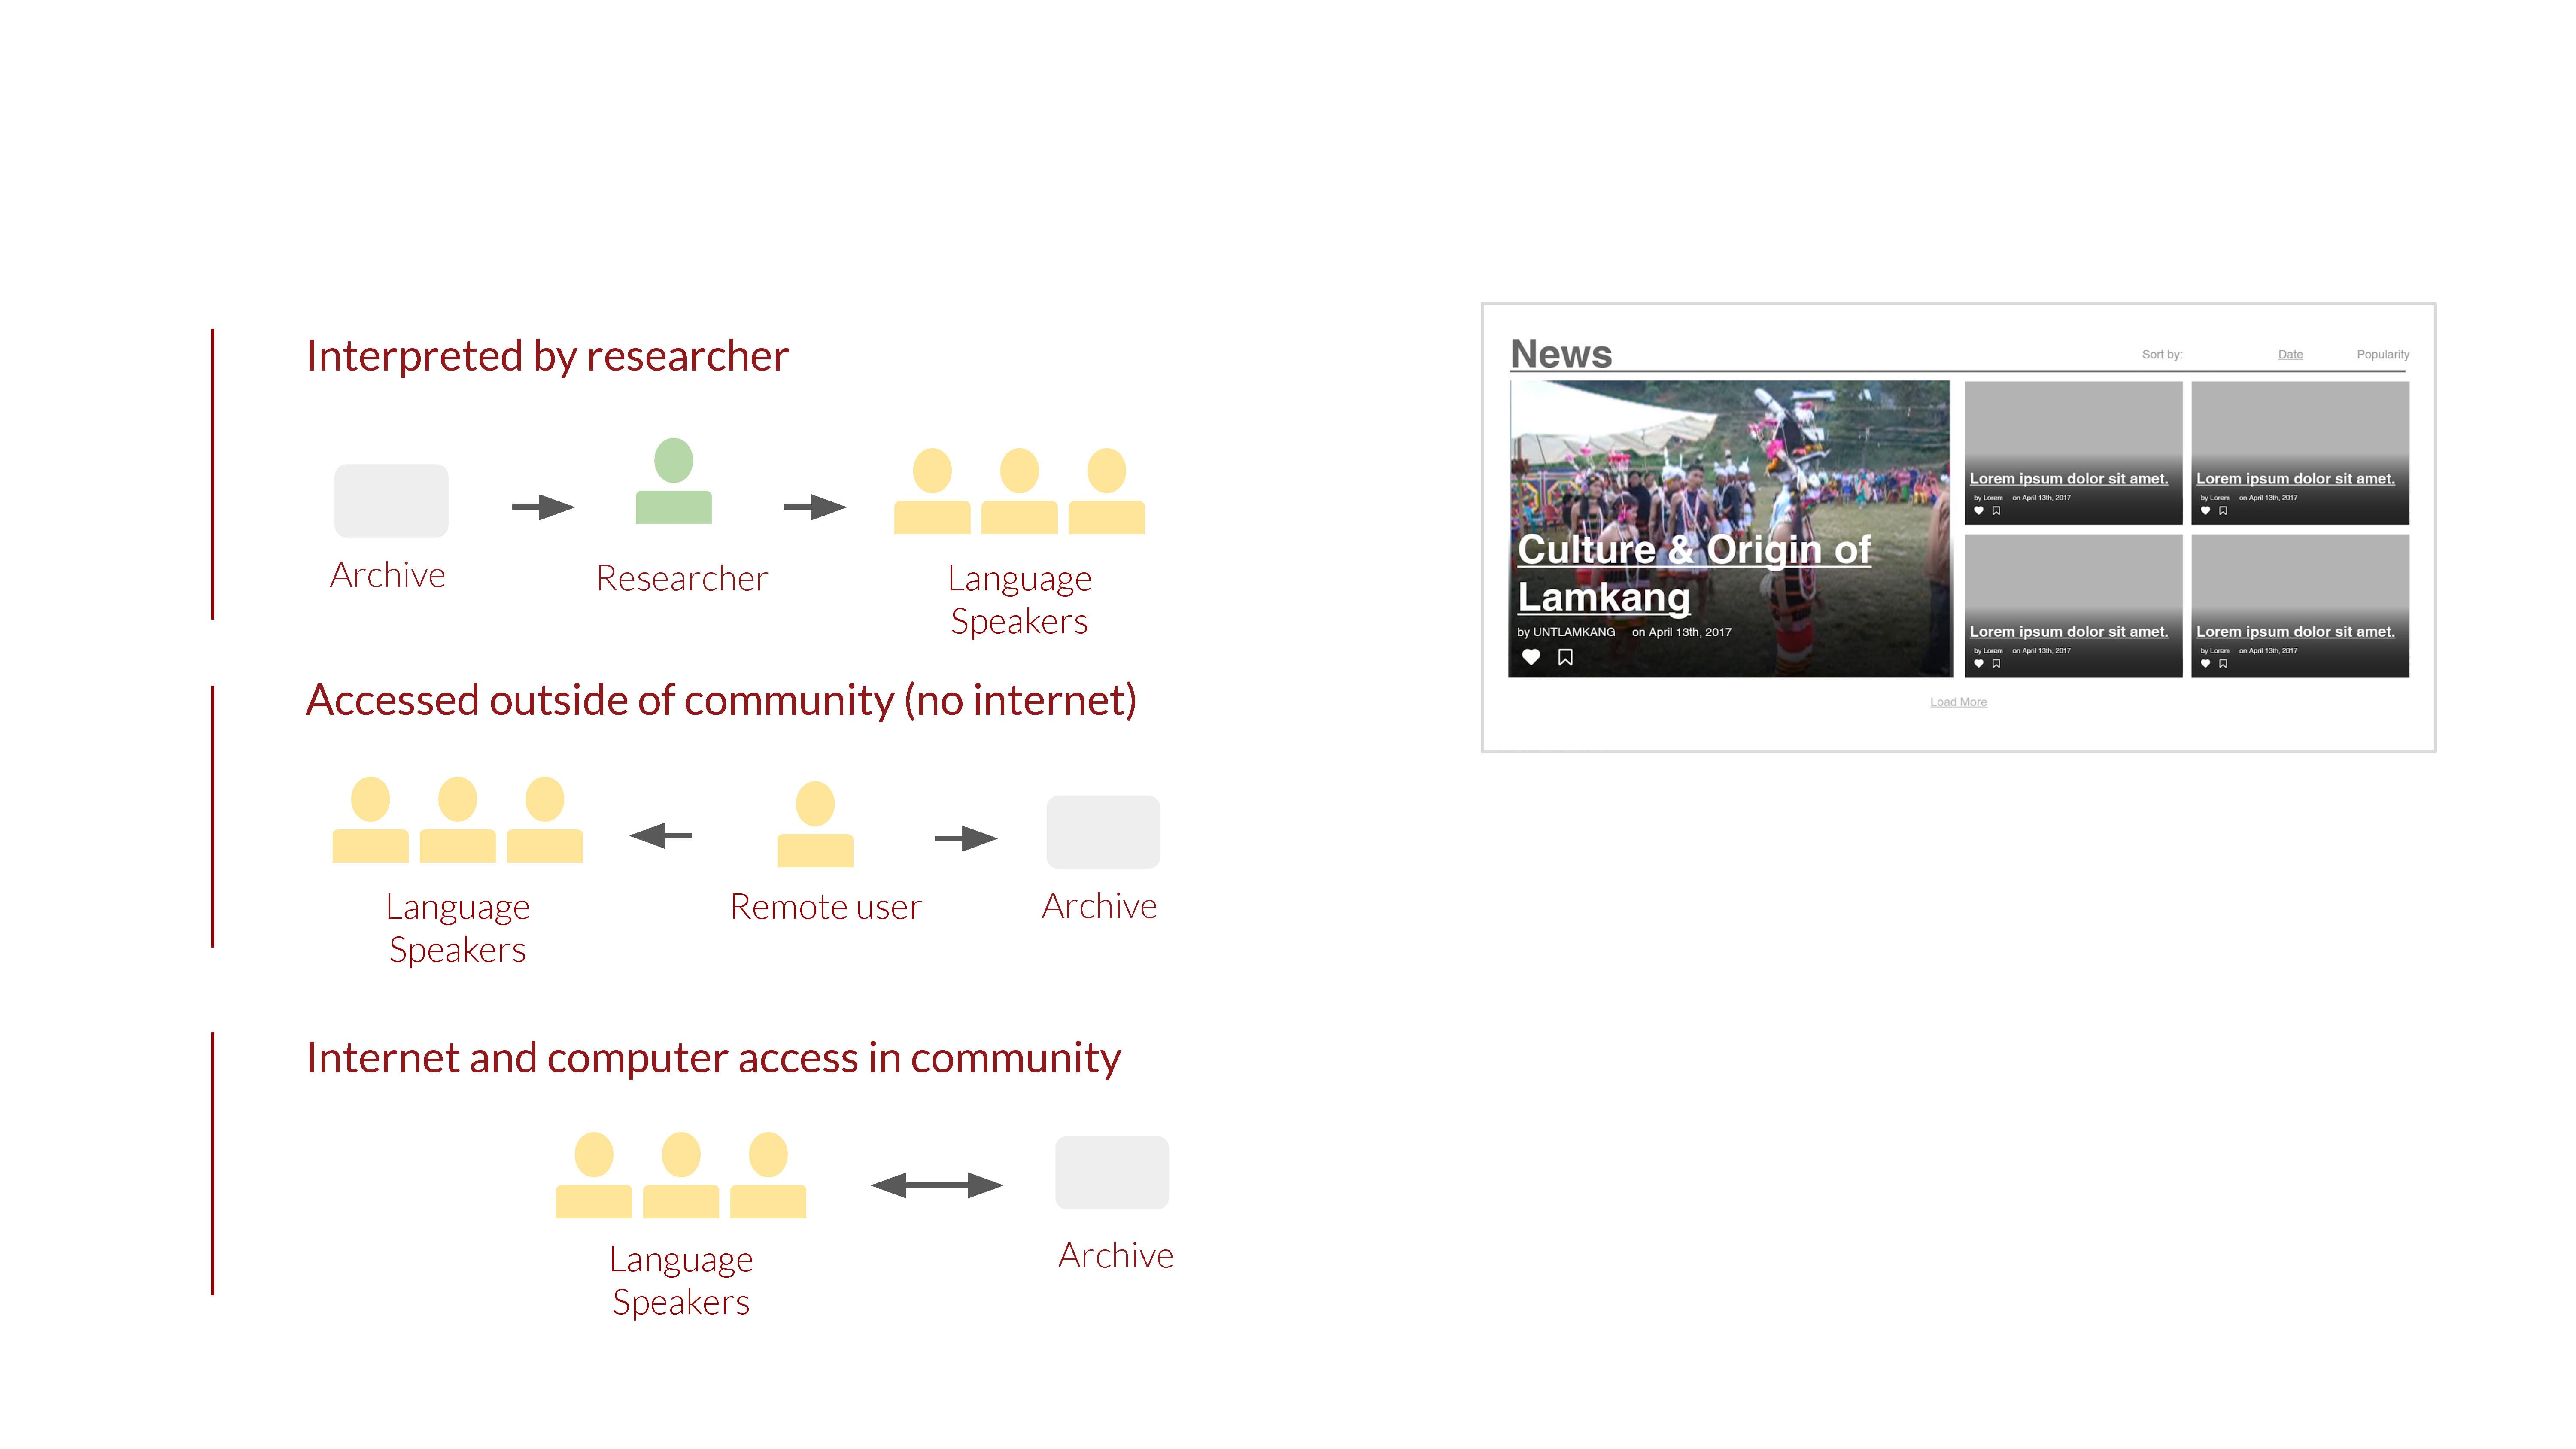 Interpreted by researcher
Archive
Researcher
Language
Speakers
Accessed outside of community (no internet)
Language
Speakers
Remote user
Archive
Internet and computer access in community
Language
Speakers
Archive
News
Sort by: Date Popularity
Culture & Origin of
Lamkang
by UNTLAMKANG on April 13th, 2017
Lorem ipsum dolor sit amet.
by Lorem on April 13th, 2017
Lorem ipsum dolor sit amet.
by Lorem on April 13th, 2017
Lorem ipsum dolor sit amet.
by Lorem on April 13th, 2017
Lorem ipsum dolor sit amet.
by Lorem on April 13th, 2017
Load More